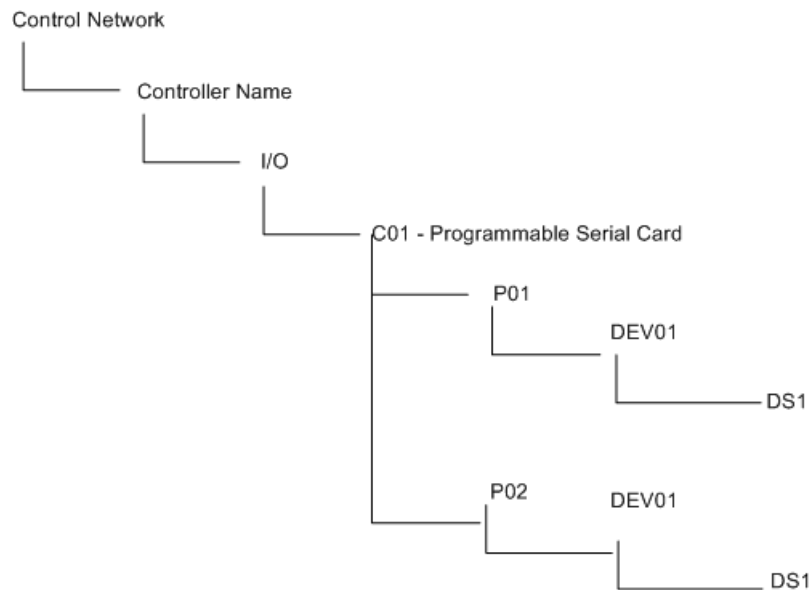 Control Network
Controller Name
I/O
C01 - Programmable Serial Card
P01
DEV01
DS1
P02
DEV01
DS1